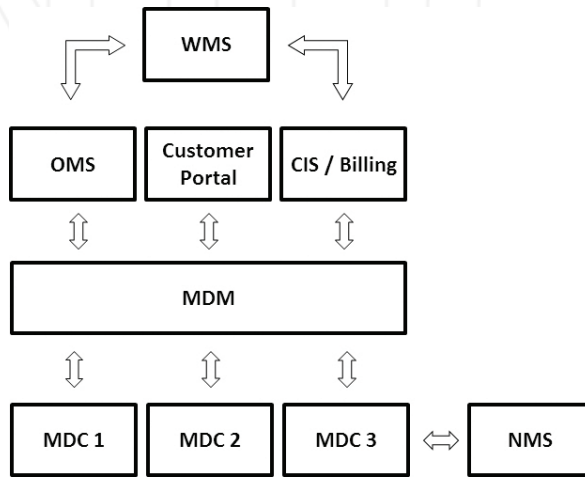 WMS
OMS
Customer
Portal
CIS / Billing
MDM
MDC 1
MDC 2
MDC 3
NMS